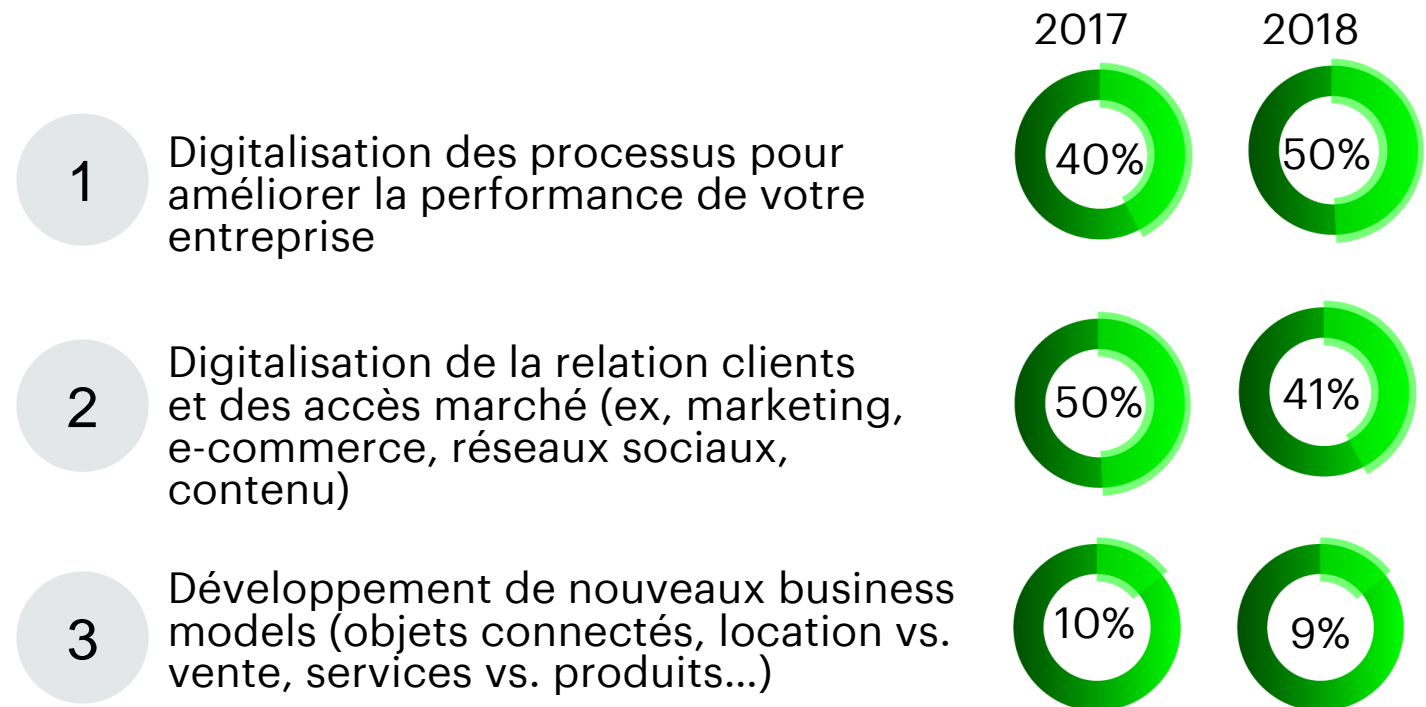 2017 2018
1
Digitalisation des processus pour
améliorer la performance de votre
entreprise
40% 50%
2
Digitalisation de la relation clients
et des accès marché (ex, marketing,
e-commerce, réseaux sociaux,
contenu)
50% 41%
3
Développement de nouveaux business
models (objets connectés, location vs.
vente, services vs. produits...)
10% 9%